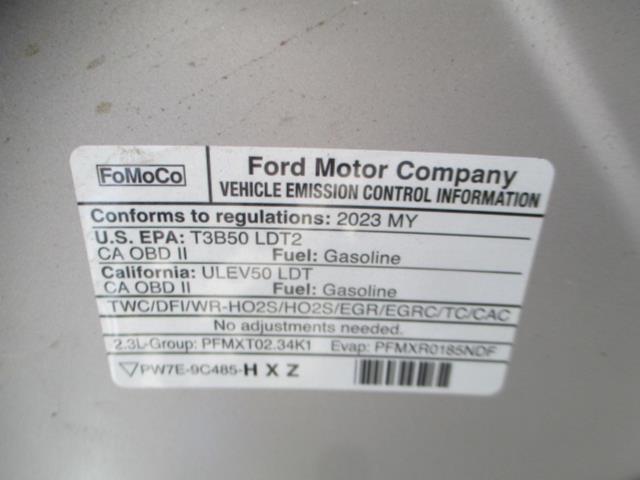 FoMoCo
Ford Motor Company
VEHICLE EMISSION CONTROL INFORMATION
Conforms to regulations: 2023 MY
U.S. EPA: T3B50 LDT2
CA OBD II Fuel: Gasoline
California: ULEV50 LDT
CA OBD II Fuel: Gasoline
TWC/DFI/WR-HO2S/HO2S/EGR/EGRC/TC/CAC
No adjustments needed.
2.3L-Group: PFMXT02.34K1 Evap: PFMXR0185NDF
PW7E-9C485-H X Z